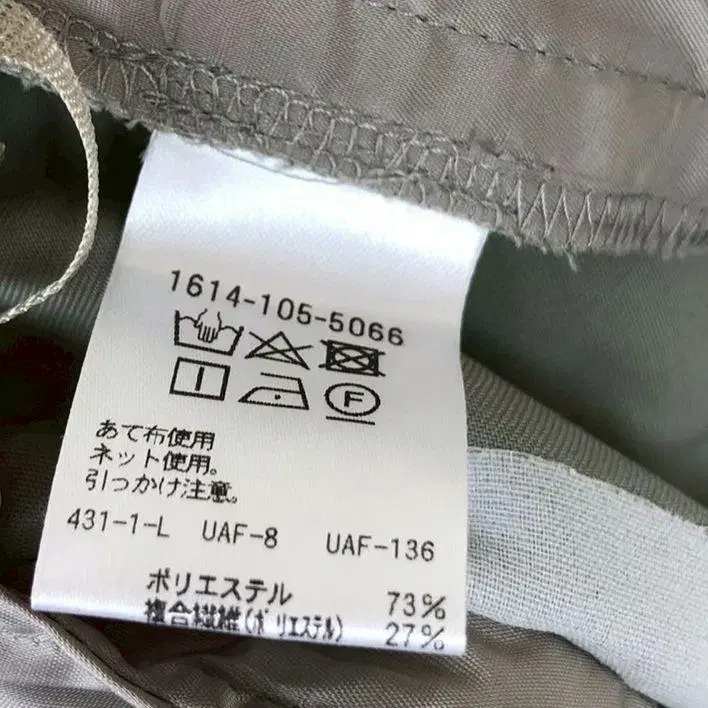 1614-105-5066
F
あて布使用
ネット使用。
引っかけ注意。
431-1-L UAF-8 UAF-136
ポリエステル 73%
複合繊維(ポリエステル) 27%